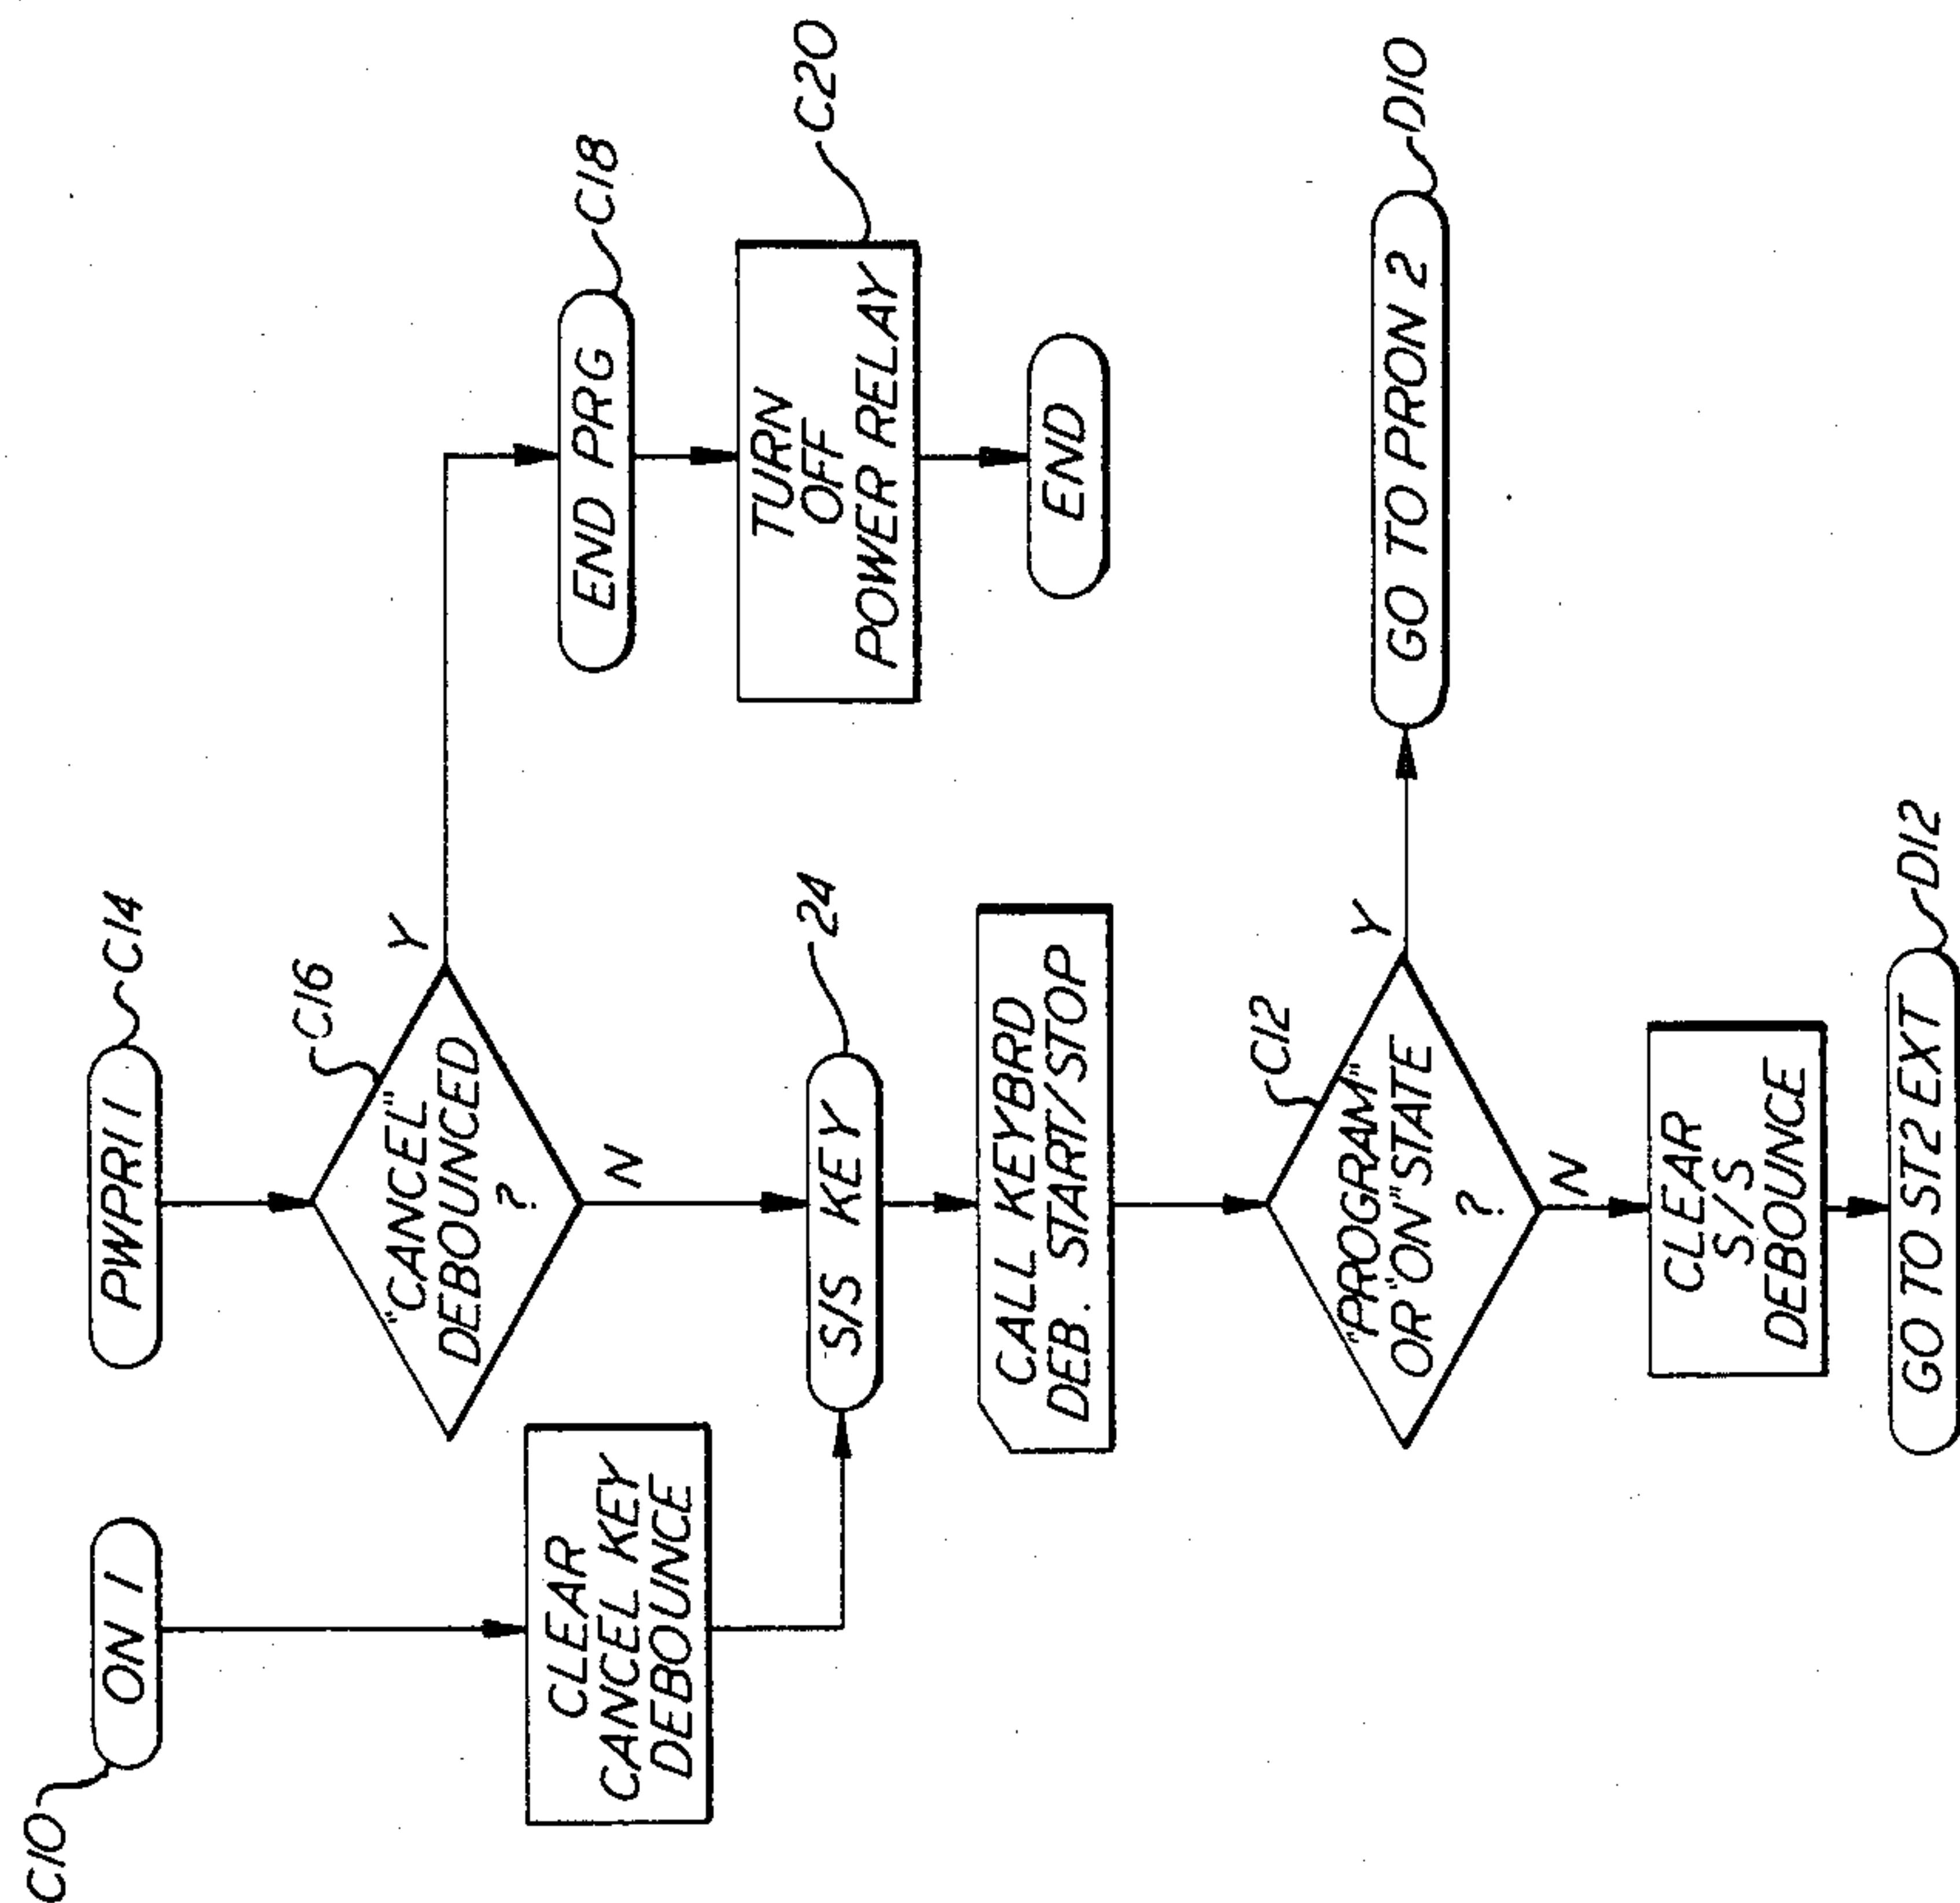 C10
ON 1
CLEAR
CANCEL KEY
DEBOUNCE
PWPRI 1
C14
C16
"CANCEL"
DEBOUNCED
?
Y
N
END PRG
C18
TURN
OFF
POWER RELAY
C20
END
S/S KEY
24
CALL KEYBRD
DEB. START/STOP
C12
"PROGRAM"
OR "ON" STATE
?
Y
N
GO TO PRON 2
D10
CLEAR
S/S
DEBOUNCE
GO TO ST2 EXT
D12